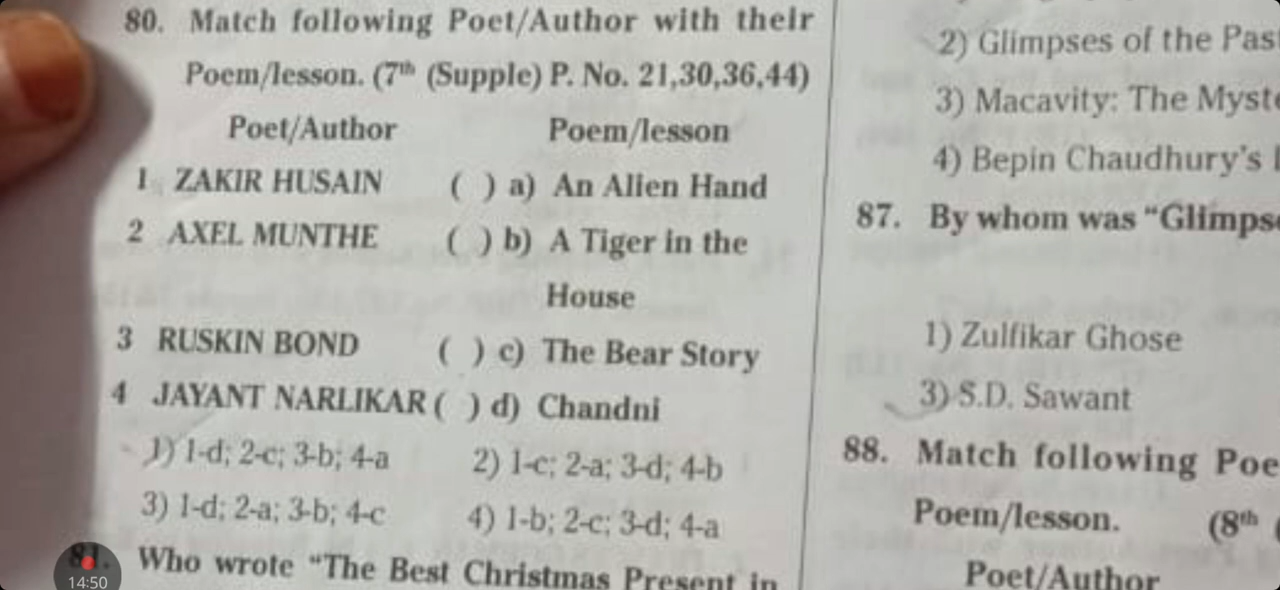 80. Match following Poet/Author with their
Poem/lesson. (7th (Supple) P. No. 21,30,36,44)
Poet/Author Poem/lesson
1 ZAKIR HUSAIN ( ) a) An Alien Hand
2 AXEL MUNTHE ( ) b) A Tiger in the
House
3 RUSKIN BOND ( ) c) The Bear Story
4 JAYANT NARLIKAR ( ) d) Chandni
1) 1-d; 2-c; 3-b; 4-a 2) 1-c; 2-a; 3-d; 4-b
3) 1-d; 2-a; 3-b; 4-c 4) 1-b; 2-c; 3-d; 4-a
81. Who wrote “The Best Christmas Present in
2) Glimpses of the Past
3) Macavity: The Myst
4) Bepin Chaudhury's
87. By whom was “Glimps
1) Zulfikar Ghose
3) S.D. Sawant
88. Match following Poe
Poem/lesson. (8th
Poet/Author
14:50